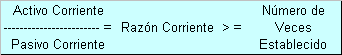 Activo Corriente Número de
------------------------ = Razón Corriente > = Veces
Pasivo Corriente Establecido